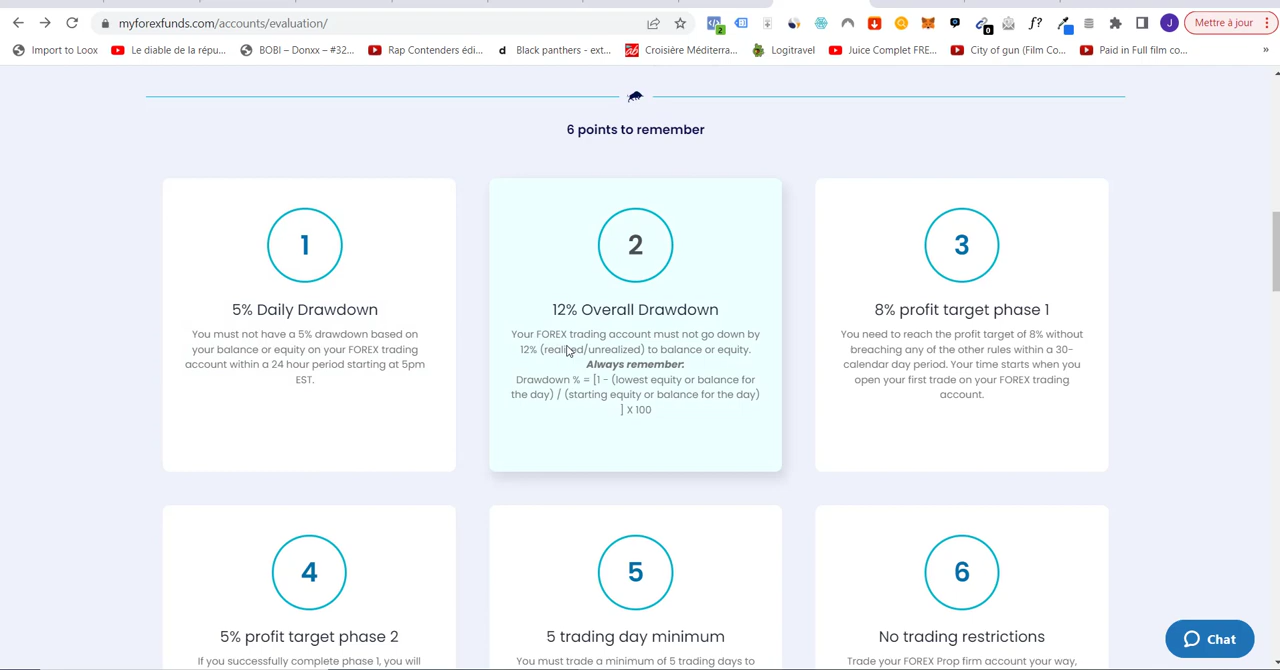 myforexfunds.com/accounts/evaluation/
2
0
f?
J
Mettre à jour
Import to Loox
Le diable de la répu...
BOBI – Donxx – #32...
Rap Contenders édi...
d Black panthers - ext...
ab Croisière Méditerra...
Logitravel
Juice Complet FRE...
City of gun (Film Co...
Paid in Full film co...
»
6 points to remember
1
5% Daily Drawdown
You must not have a 5% drawdown based on
your balance or equity on your FOREX trading
account within a 24 hour period starting at 5pm
EST.
2
12% Overall Drawdown
Your FOREX trading account must not go down by
12% (realized/unrealized) to balance or equity.
Always remember:
Drawdown % = [1 - (lowest equity or balance for
the day) / (starting equity or balance for the day)
] X 100
3
8% profit target phase 1
You need to reach the profit target of 8% without
breaching any of the other rules within a 30-
calendar day period. Your time starts when you
open your first trade on your FOREX trading
account.
4
5% profit target phase 2
If you successfully complete phase 1, you will
5
5 trading day minimum
You must trade a minimum of 5 trading days to
6
No trading restrictions
Trade your FOREX Prop firm account your way,
Chat